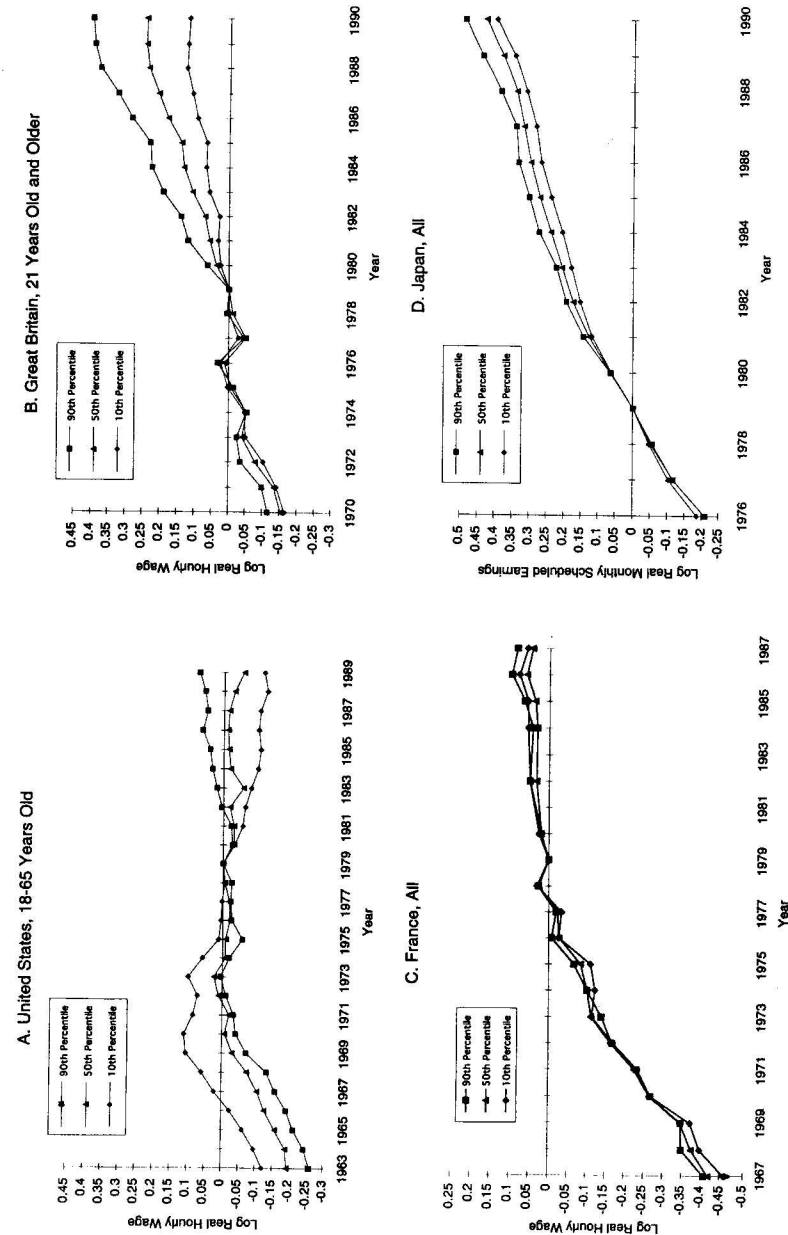 A. United States, 18-65 Years Old
90th Percentile
50th Percentile
10th Percentile
Log Real Hourly Wage
0.45
0.4
0.35
0.3
0.25
0.2
0.15
0.1
0.05
0
-0.05
-0.1
-0.15
-0.2
-0.25
-0.3
1963 1965 1967 1969 1971 1973 1975 1977 1979 1981 1983 1985 1987 1989
Year
B. Great Britain, 21 Years Old and Older
90th Percentile
50th Percentile
10th Percentile
Log Real Hourly Wage
0.45
0.4
0.35
0.3
0.25
0.2
0.15
0.1
0.05
0
-0.05
-0.1
-0.15
-0.2
-0.25
-0.3
1970 1972 1974 1976 1978 1980 1982 1984 1986 1988 1990
Year
C. France, All
90th Percentile
50th Percentile
10th Percentile
Log Real Hourly Wage
0.25
0.2
0.15
0.1
0.05
0
-0.05
-0.1
-0.15
-0.2
-0.25
-0.3
-0.35
-0.4
-0.45
-0.5
1967 1969 1971 1973 1975 1977 1979 1981 1983 1985 1987
Year
D. Japan, All
90th Percentile
50th Percentile
10th Percentile
Log Real Monthly Scheduled Earnings
0.5
0.45
0.4
0.35
0.3
0.25
0.2
0.15
0.1
0.05
0
-0.05
-0.1
-0.15
-0.2
-0.25
1976 1978 1980 1982 1984 1986 1988 1990
Year